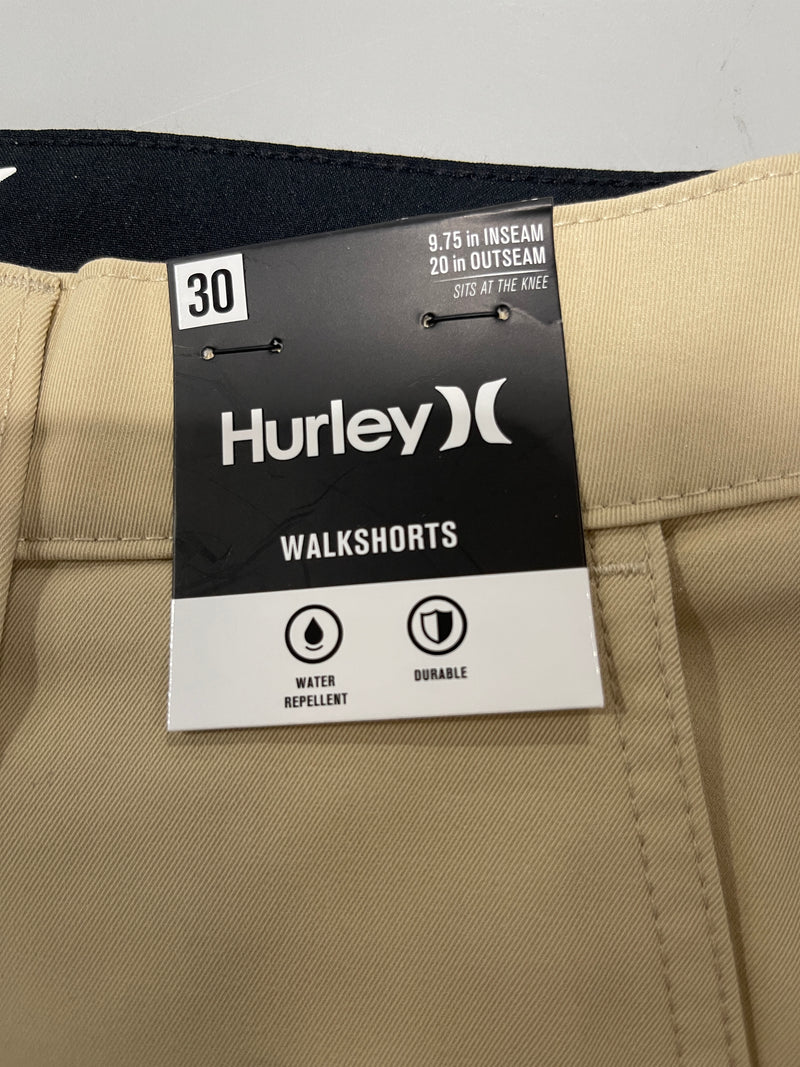 30
9.75 in INSEAM
20 in OUTSEAM
SITS AT THE KNEE
Hurley
WALKSHORTS
WATER
REPELLENT
DURABLE